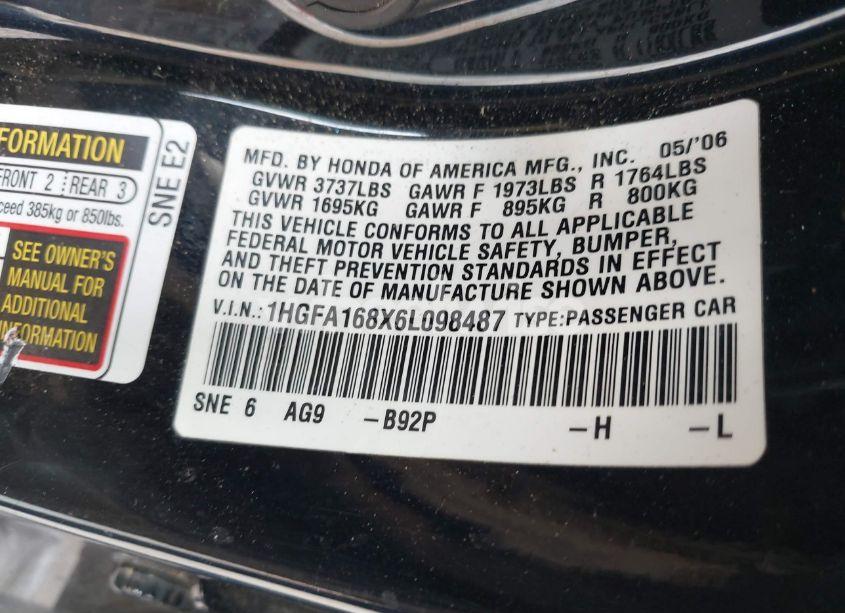 FORMATION
FRONT 2 REAR 3
ceed 385kg or 850lbs.
SEE OWNER'S
MANUAL FOR
ADDITIONAL
INFORMATION
SNE E2
MFD. BY HONDA OF AMERICA MFG., INC. 05/'06
GVWR 3737LBS GAWR F 1973LBS R 1764LBS
GVWR 1695KG GAWR F 895KG R 800KG
THIS VEHICLE CONFORMS TO ALL APPLICABLE
FEDERAL MOTOR VEHICLE SAFETY, BUMPER,
AND THEFT PREVENTION STANDARDS IN EFFECT
ON THE DATE OF MANUFACTURE SHOWN ABOVE.
V.I.N.: 1HGFA168X6L098487 TYPE:PASSENGER CAR
SNE 6 AG9 -B92P -H -L